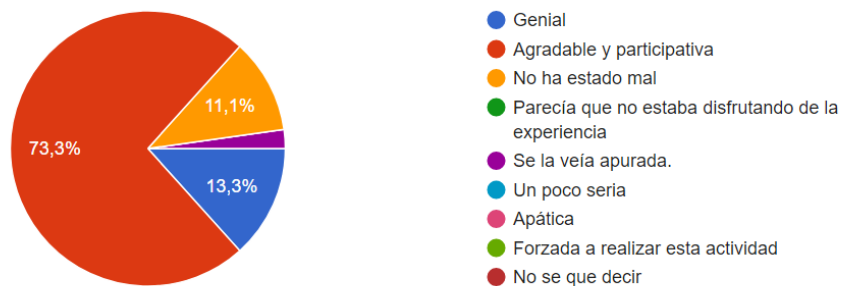 73,3%
11,1%
13,3%
Genial
Agradable y participativa
No ha estado mal
Parecía que no estaba disfrutando de la
experiencia
Se la veía apurada.
Un poco seria
Apática
Forzada a realizar esta actividad
No se que decir